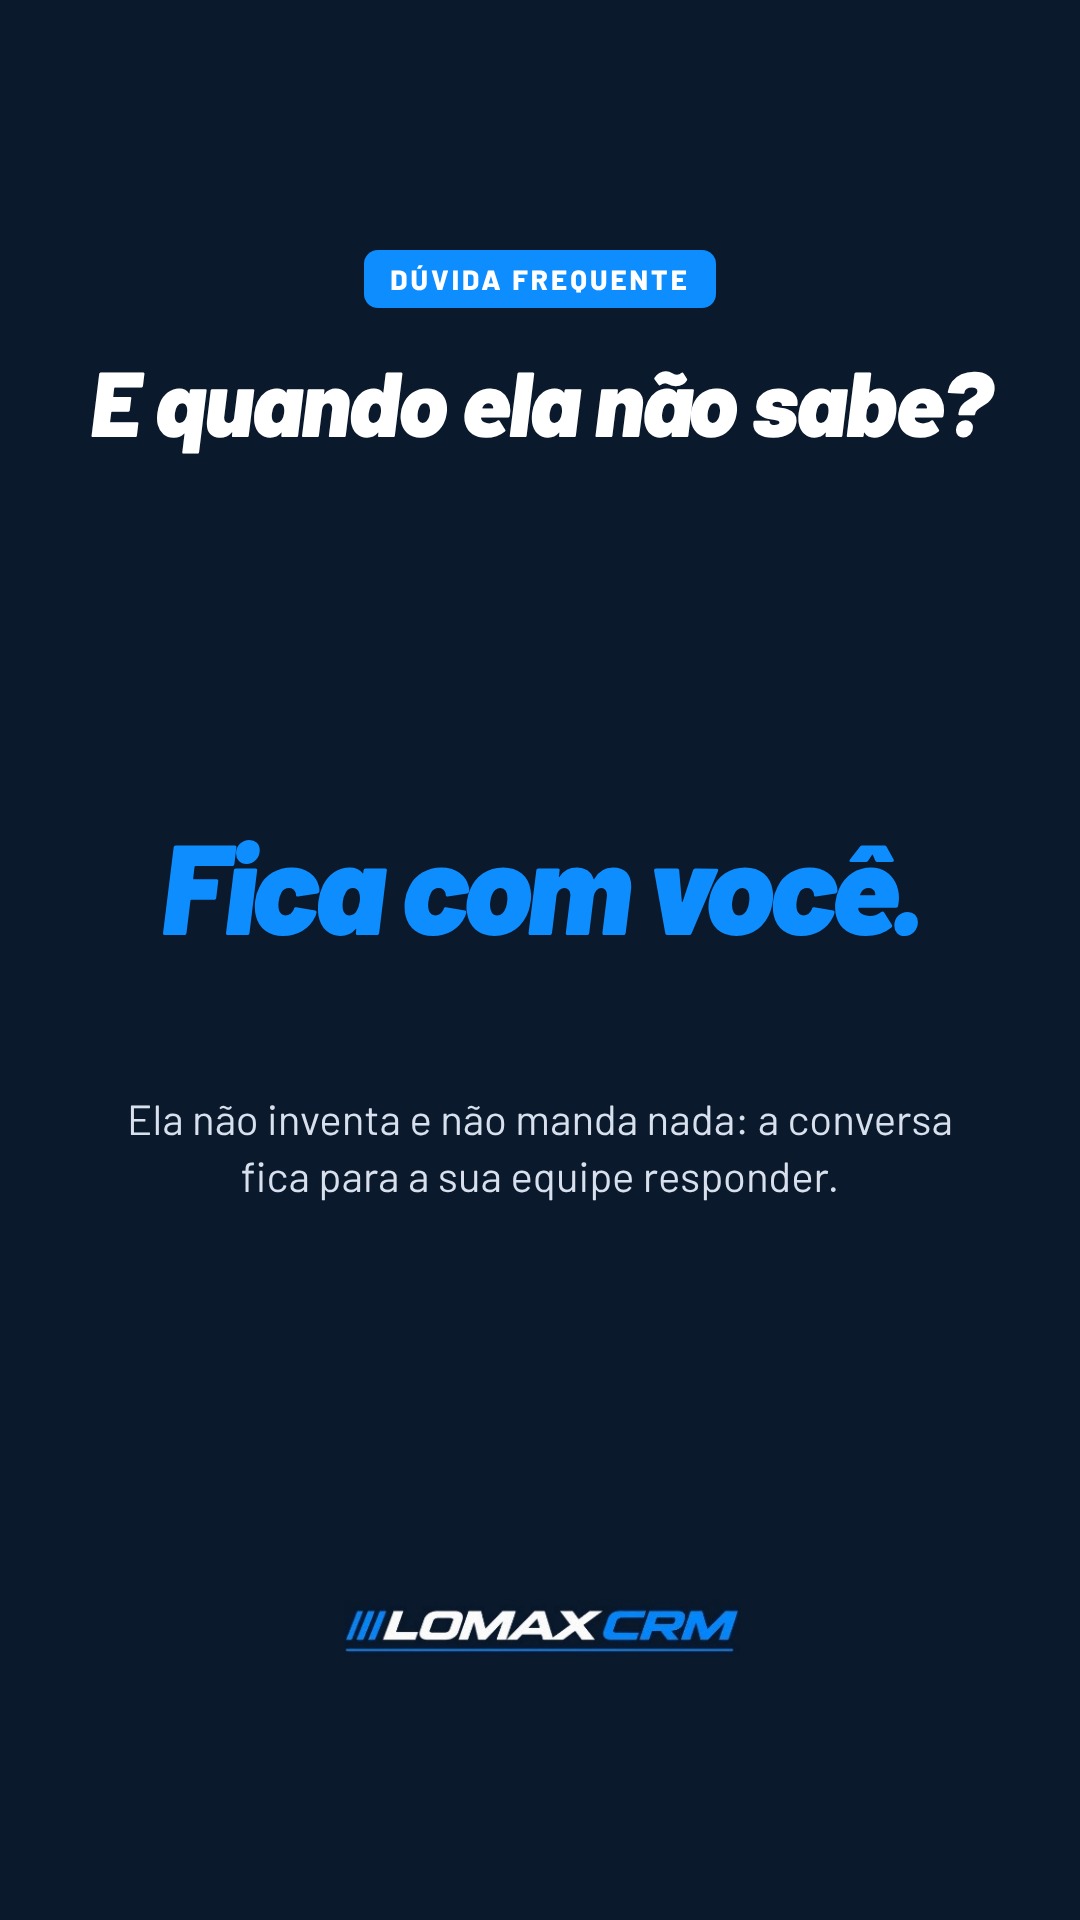 DÚVIDA FREQUENTE
E quando ela não sabe?
Fica com você.
Ela não inventa e não manda nada: a conversa
fica para a sua equipe responder.
LOMAX CRM